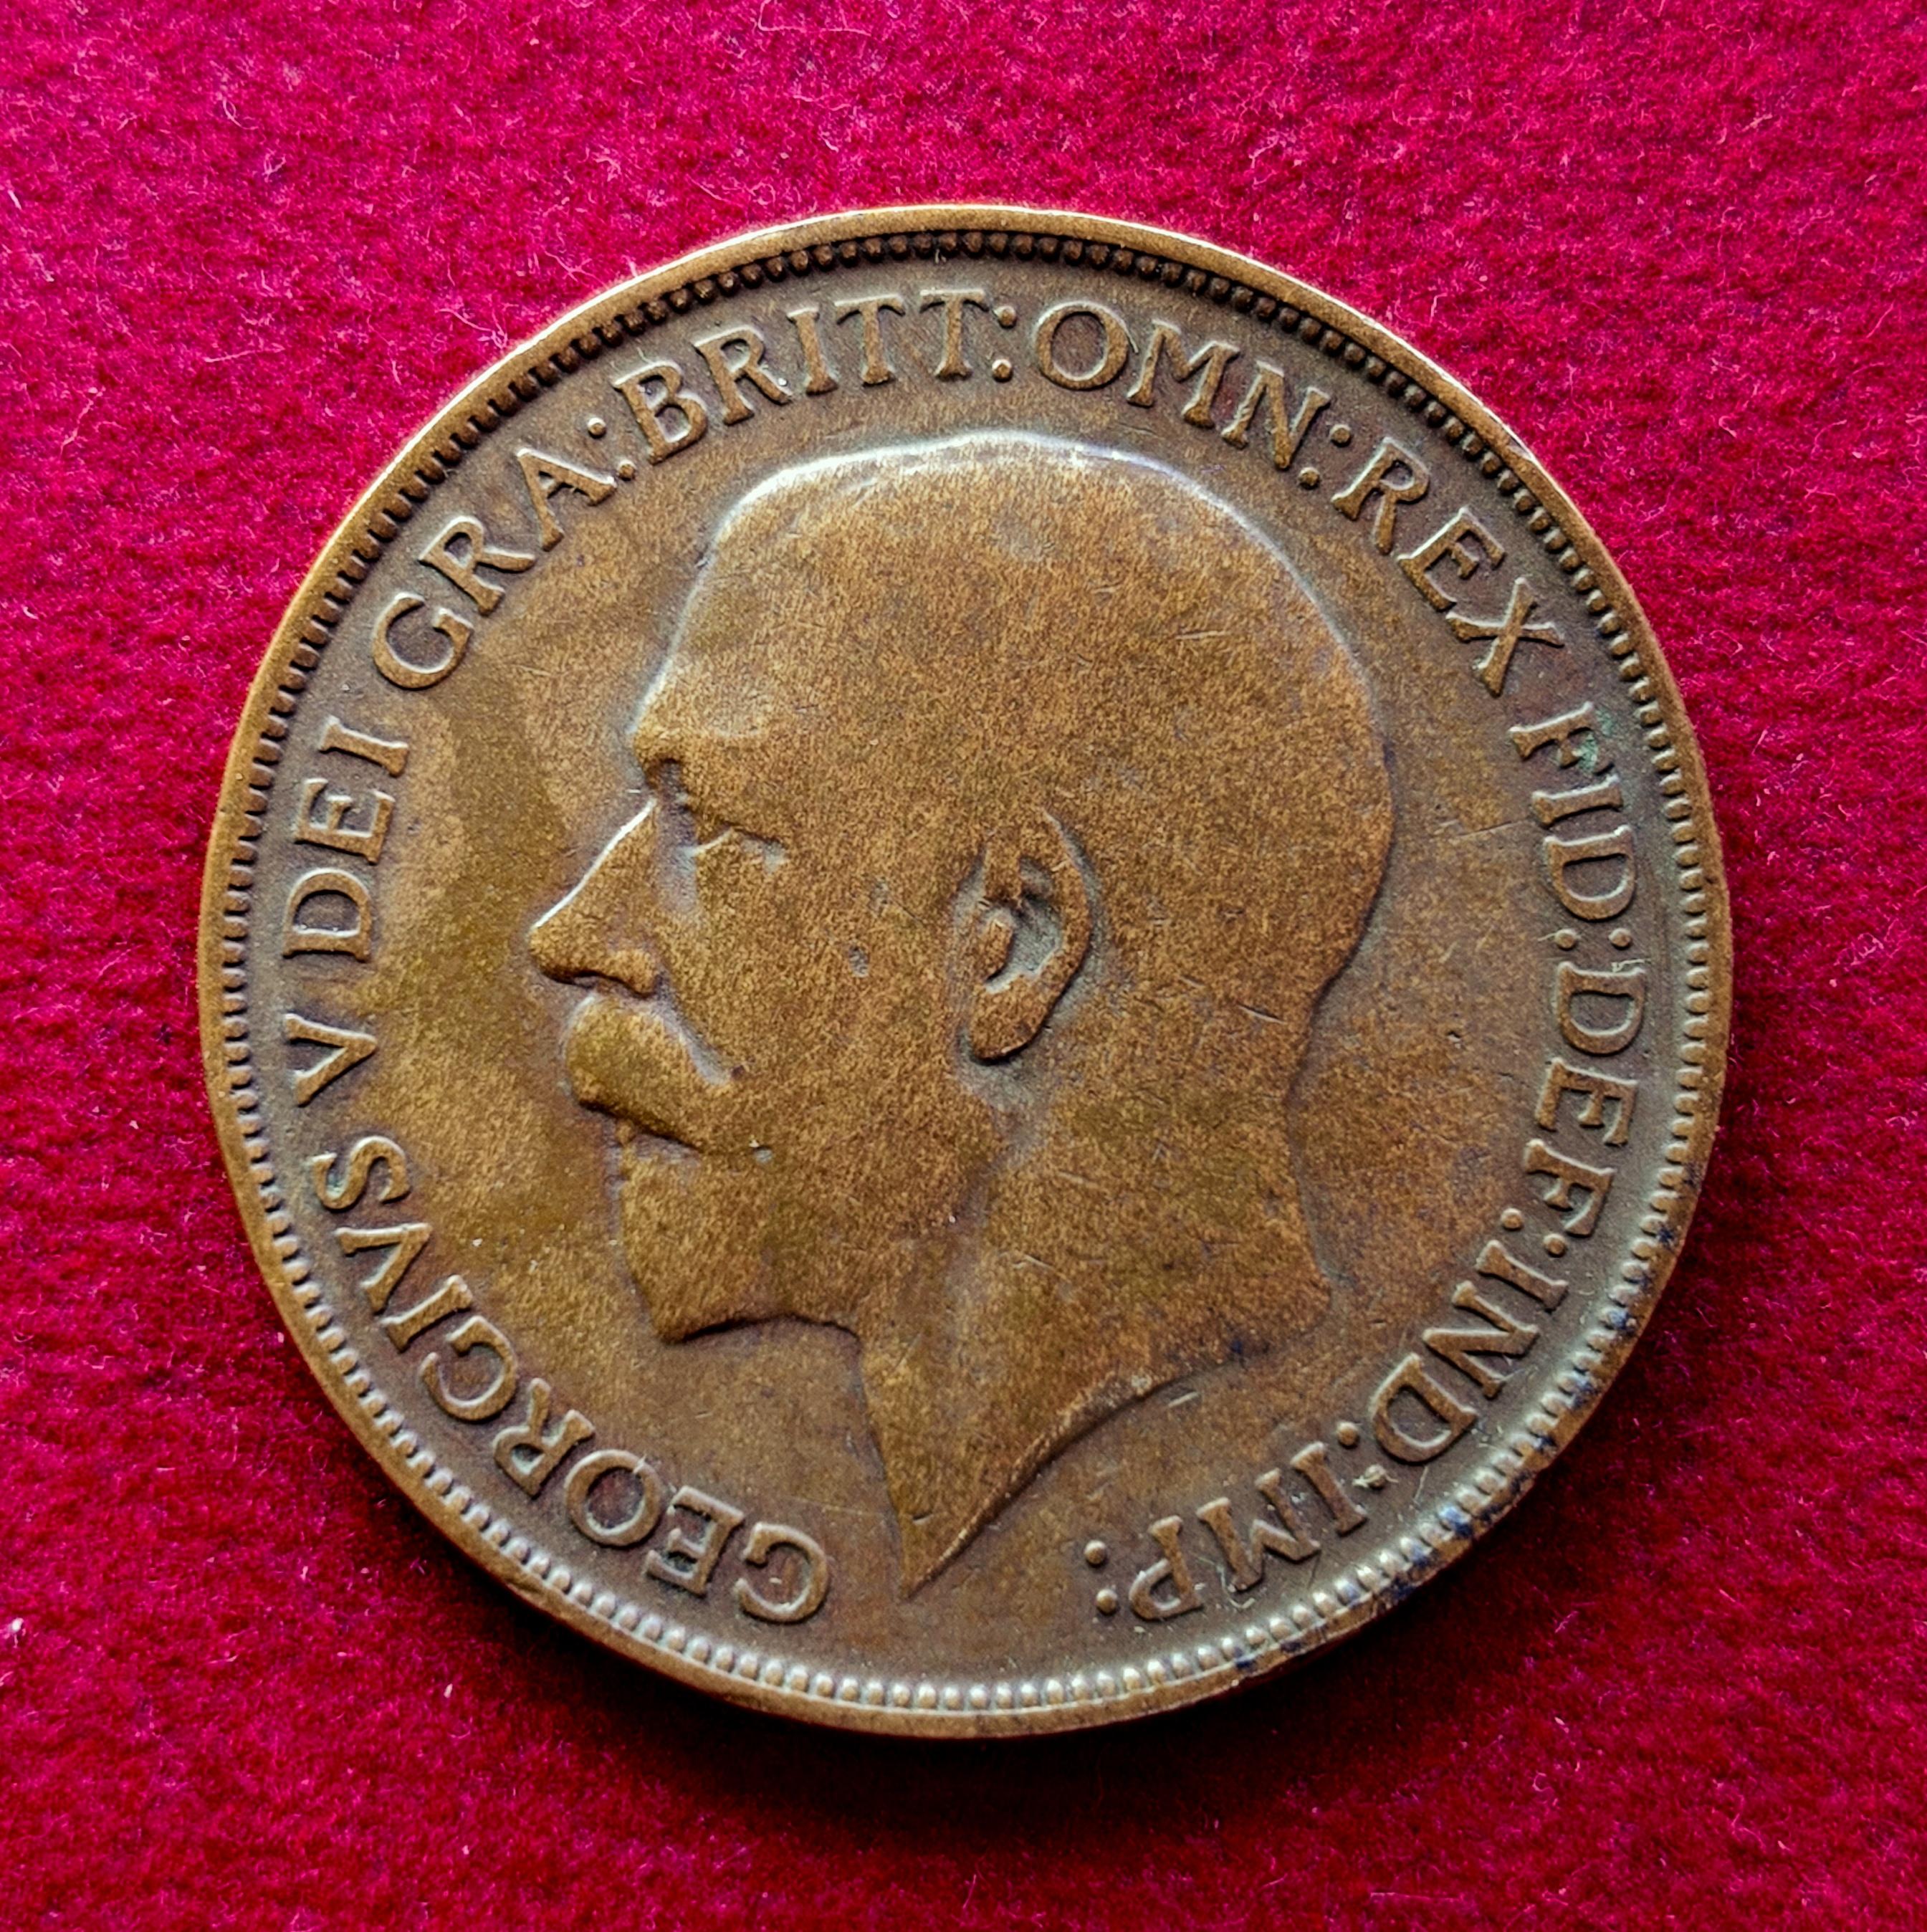 GEORGIVS V DEI GRA:BRITT:OMN:REX FID:DEF:IND:IMP: